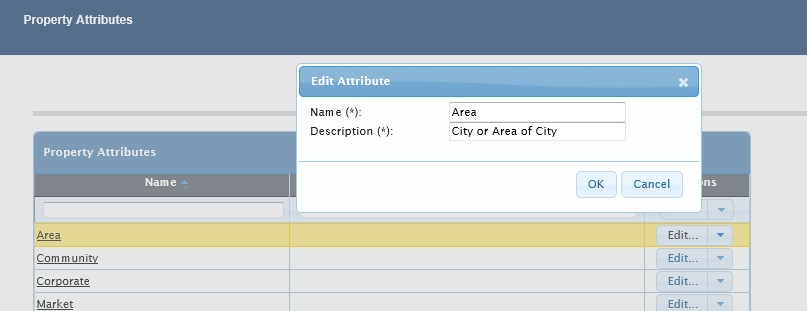 Property Attributes
Edit Attribute
Name (*): Area
Description (*): City or Area of City
OK Cancel
Property Attributes
Name
Area Edit...
Community Edit...
Corporate Edit...
Market Edit...